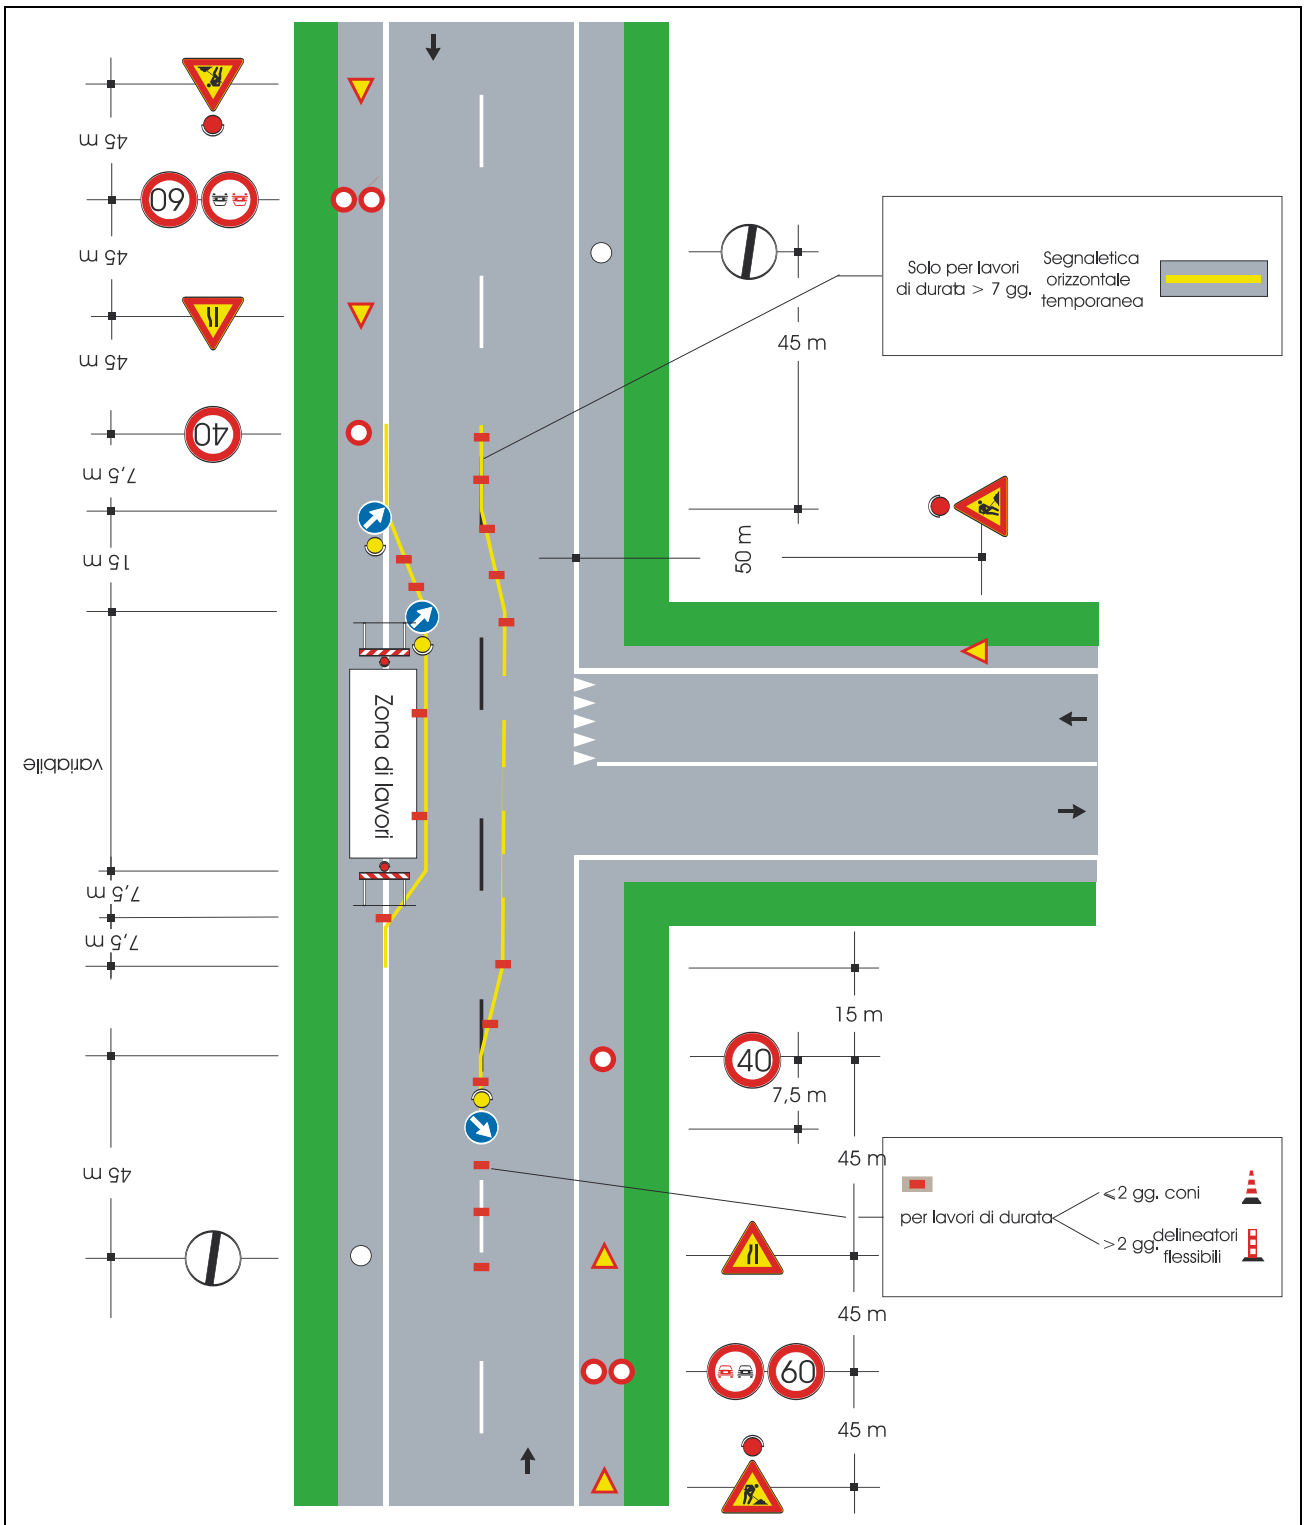 45 m
60
45 m
45 m
40
7,5 m
15 m
variabile
7,5 m
7,5 m
45 m
Zona di lavori
Solo per lavori
di durata > 7 gg.
Segnaletica
orizzontale
temporanea
45 m
50 m
15 m
40
7,5 m
45 m
per lavori di durata
⩽2 gg. coni
>2 gg. delineatori
flessibili
45 m
60
45 m